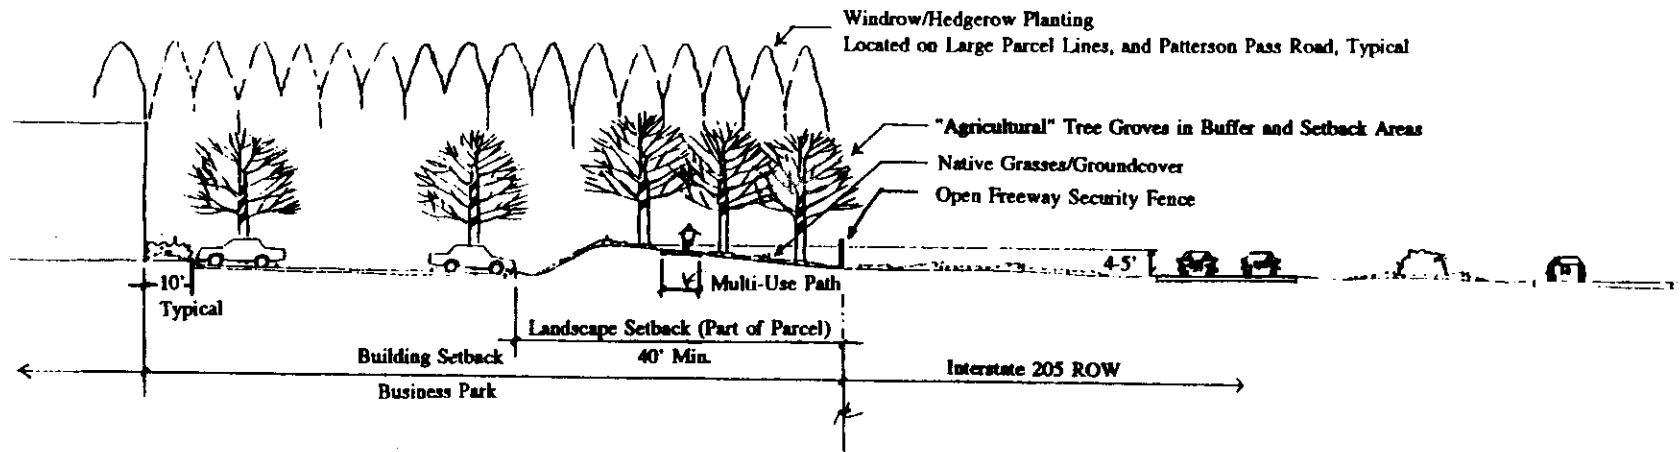 Windrow/Hedgerow Planting
Located on Large Parcel Lines, and Patterson Pass Road, Typical
"Agricultural" Tree Groves in Buffer and Setback Areas
Native Grasses/Groundcover
Open Freeway Security Fence
4-5'
10'
Typical
Multi-Use Path
Landscape Setback (Part of Parcel)
40' Min.
Building Setback
Interstate 205 ROW
Business Park